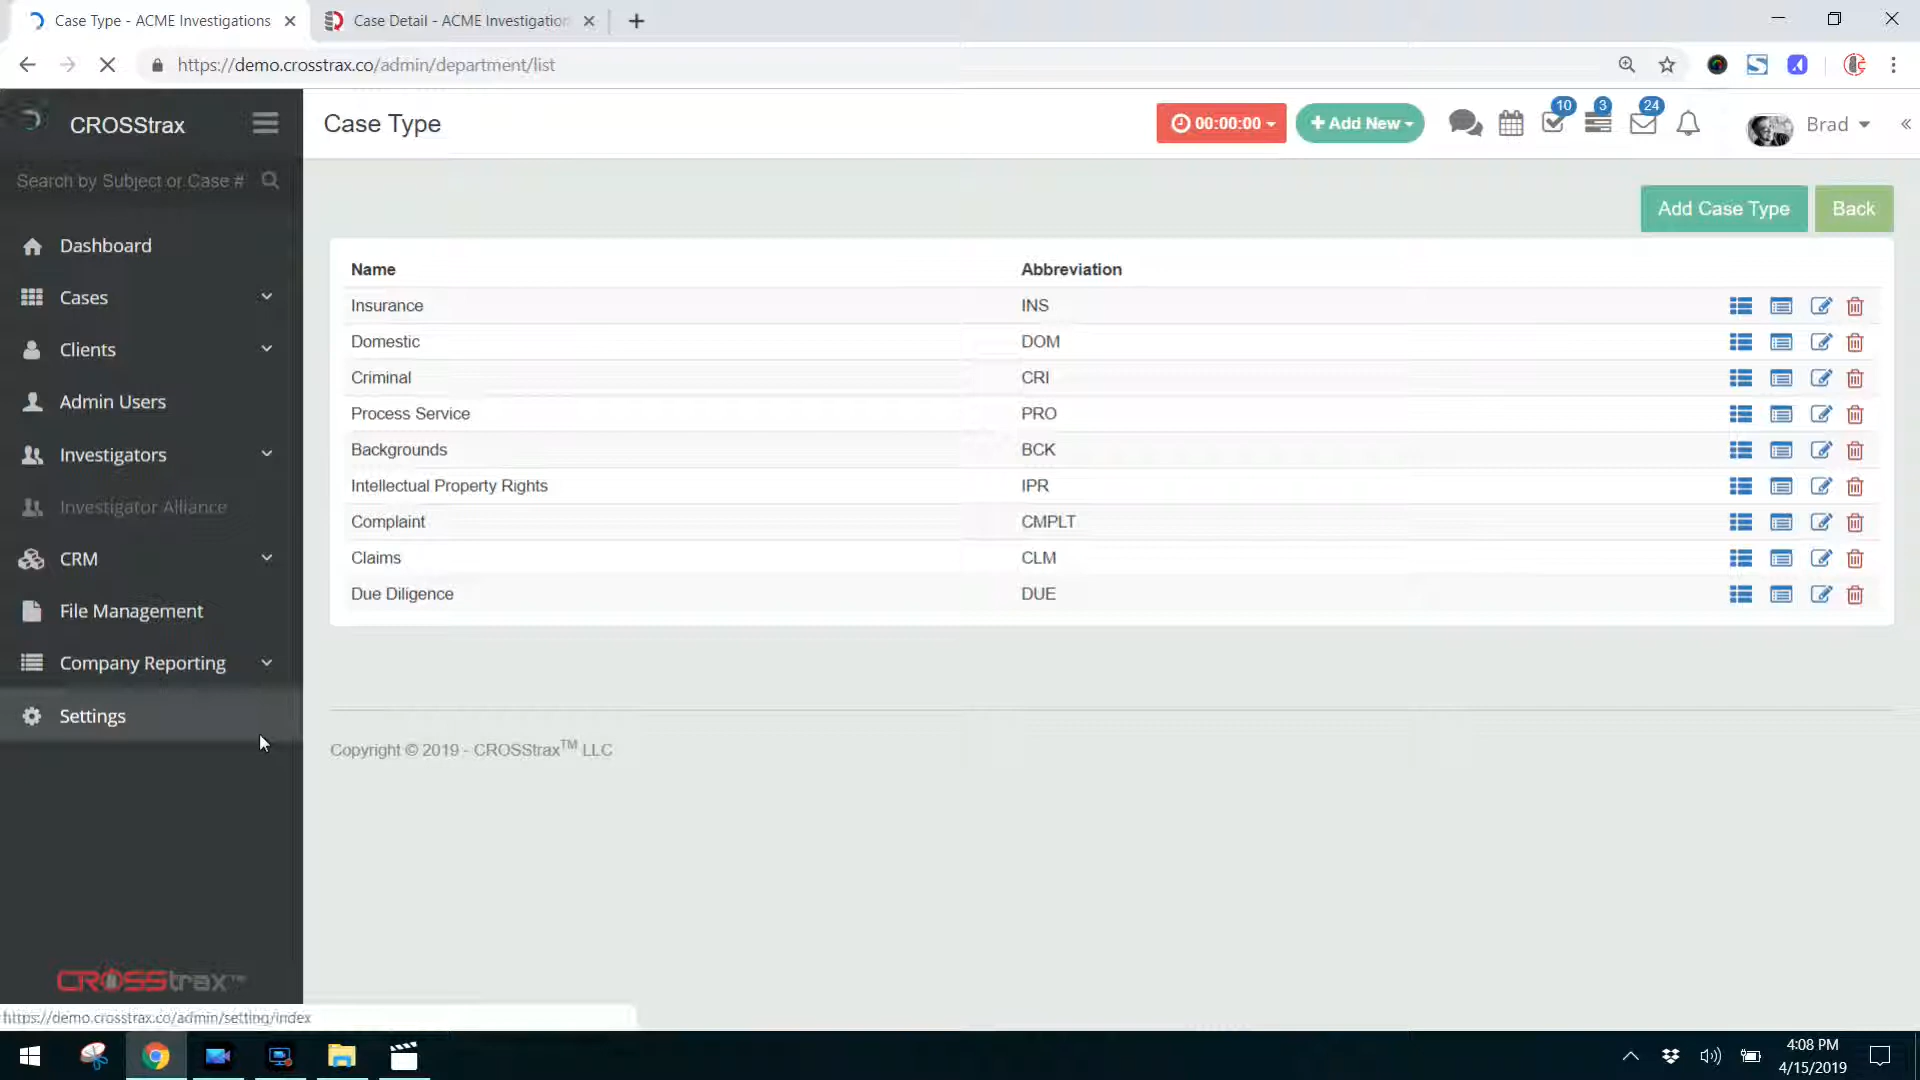 Case Type - ACME Investigations
Case Detail - ACME Investigation
https://demo.crosstrax.co/admin/department/list
CROSStrax
Case Type
00:00:00
Add New
10
3
24
Brad
Search by Subject or Case #
Add Case Type
Back
Dashboard
Cases
Clients
Admin Users
Investigators
Investigator Alliance
CRM
File Management
Company Reporting
Settings
Name Abbreviation
Insurance INS
Domestic DOM
Criminal CRI
Process Service PRO
Backgrounds BCK
Intellectual Property Rights IPR
Complaint CMPLT
Claims CLM
Due Diligence DUE
Copyright © 2019 - CROSStrax™ LLC
CROSStrax™
https://demo.crosstrax.co/admin/setting/index
4:08 PM
4/15/2019